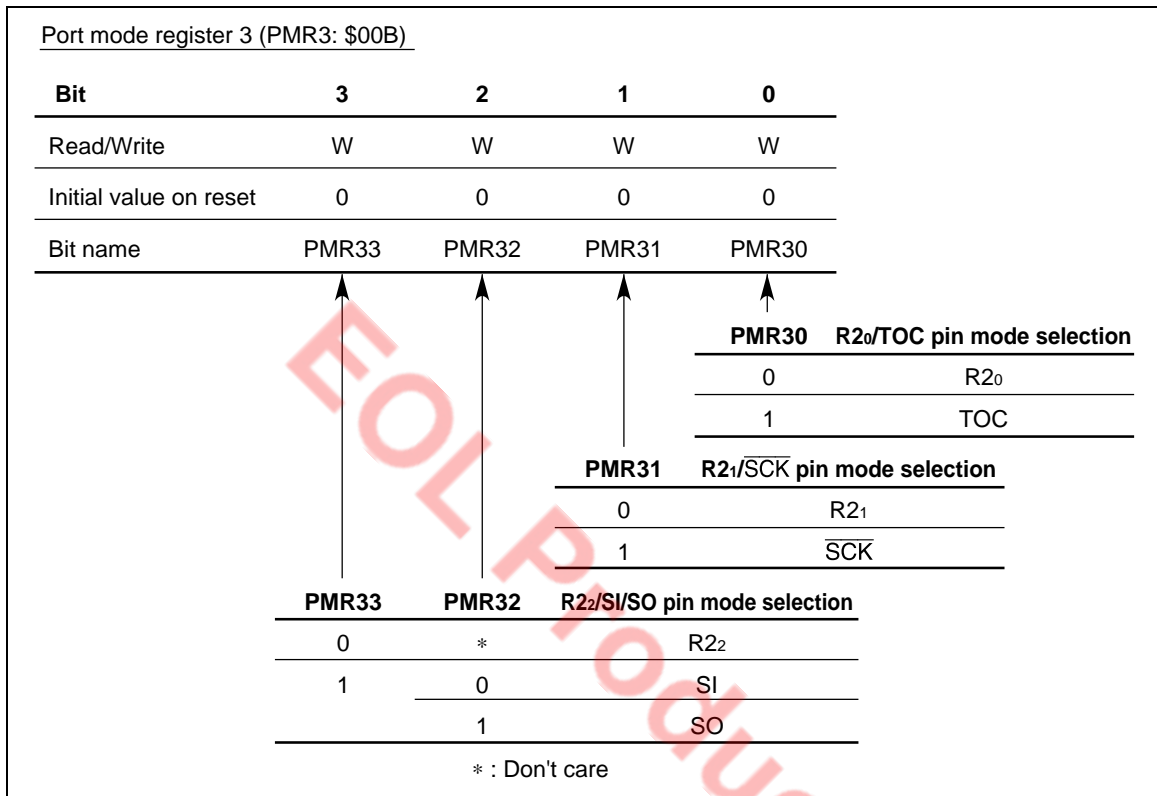 Port mode register 3 (PMR3: $00B)
Bit 3 2 1 0
Read/Write W W W W
Initial value on reset 0 0 0 0
Bit name PMR33 PMR32 PMR31 PMR30
PMR30 R2₀/TOC pin mode selection
0 R2₀
1 TOC
PMR31 R2₁/S̅C̅K̅ pin mode selection
0 R2₁
1 S̅C̅K̅
PMR33 PMR32 R2₂/SI/SO pin mode selection
0 * R2₂
1 0 SI
1 SO
* : Don't care
EOL Produ